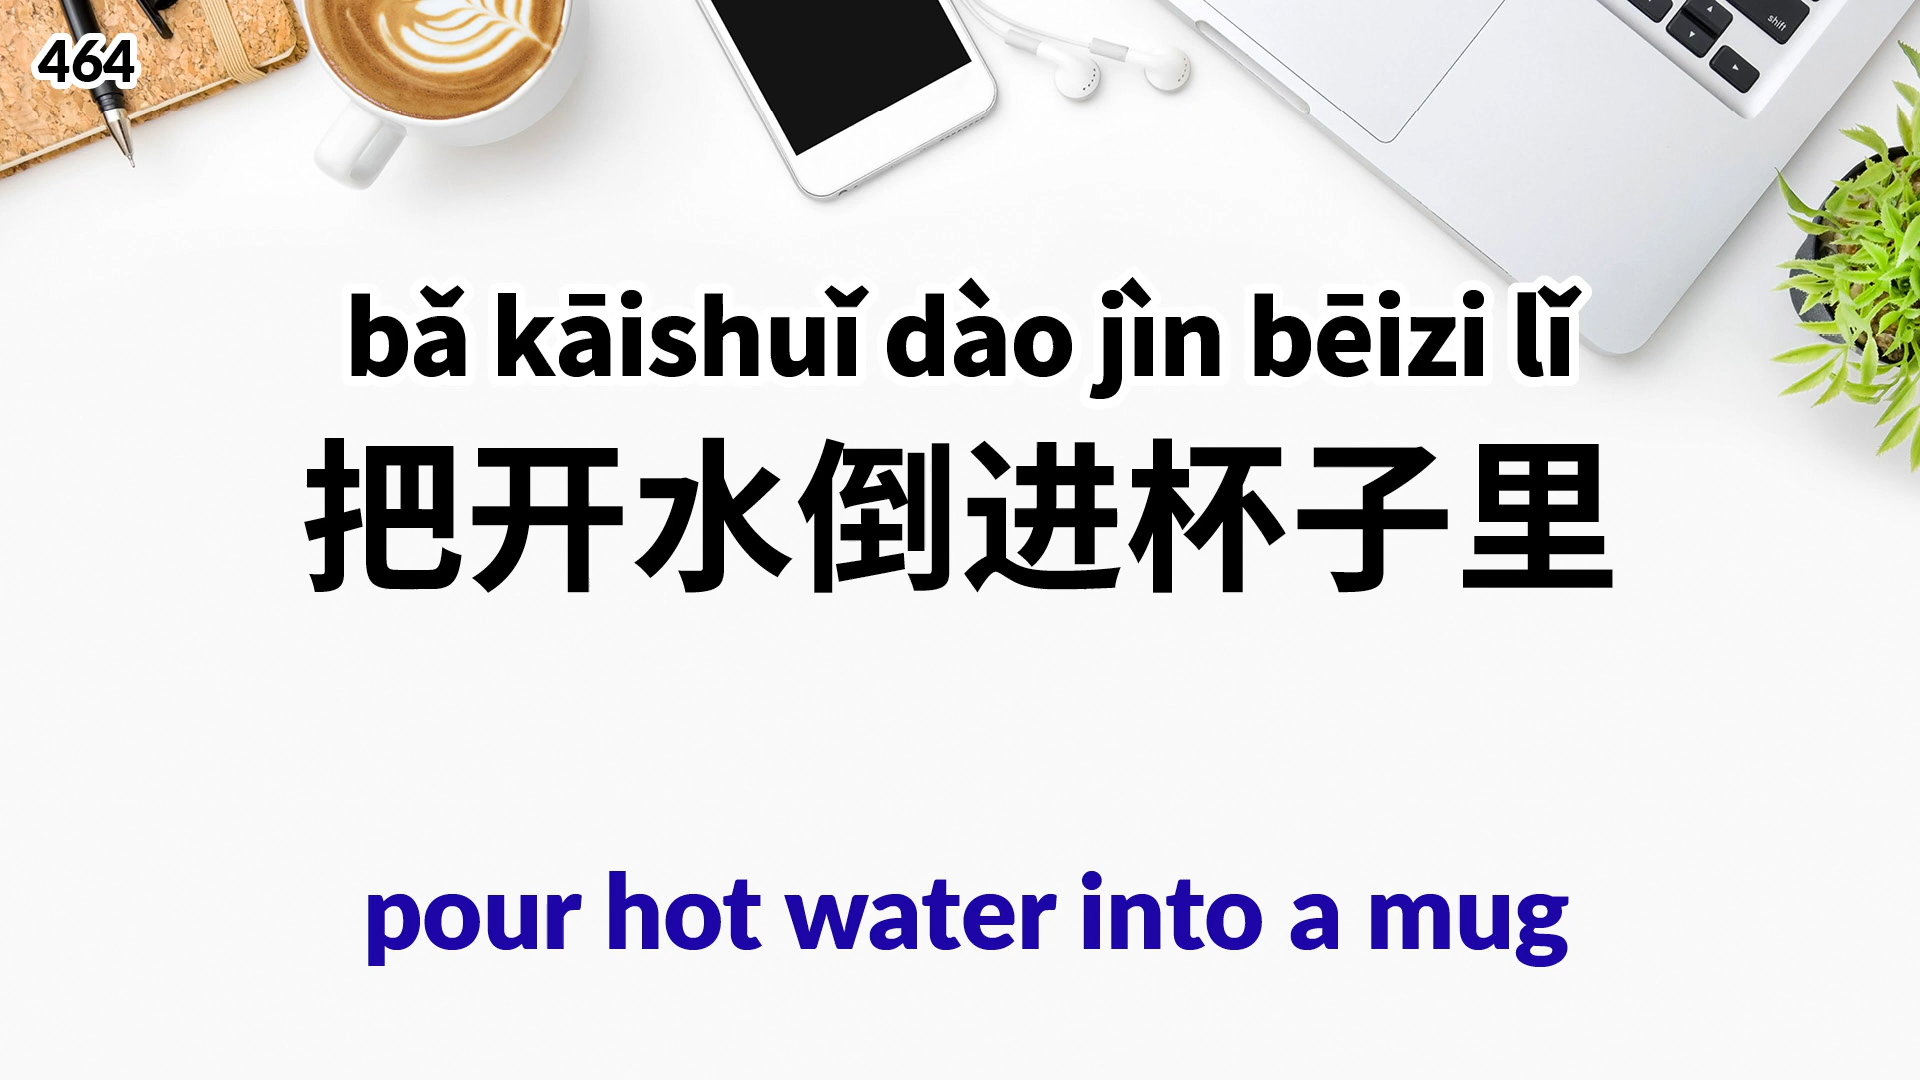 464
shift
bǎ kāishuǐ dào jìn bēizi lǐ
把开水倒进杯子里
pour hot water into a mug